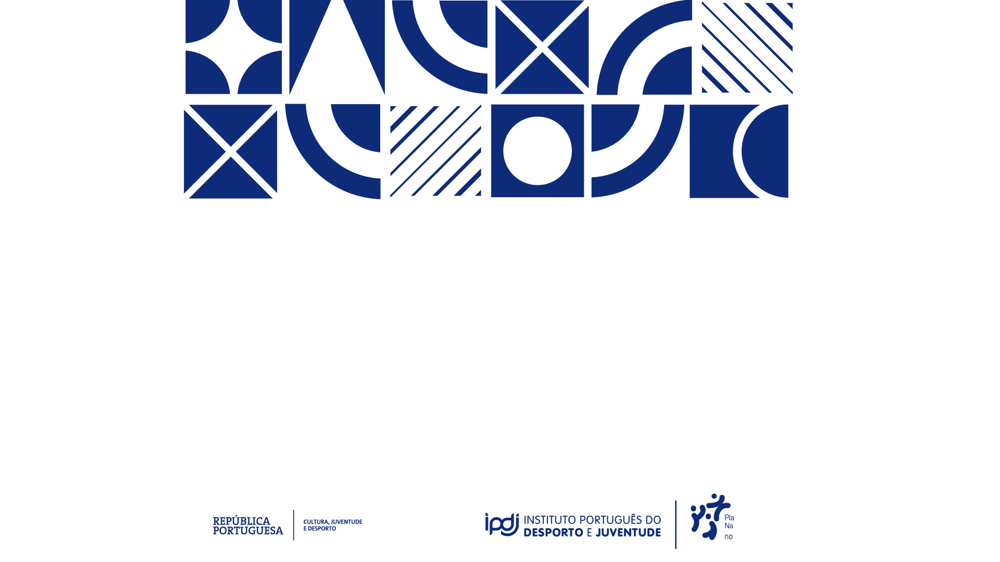 REPÚBLICA
PORTUGUESA
CULTURA, JUVENTUDE
E DESPORTO
ipdj
INSTITUTO PORTUGUÊS DO
DESPORTO E JUVENTUDE
Pla
Na
no